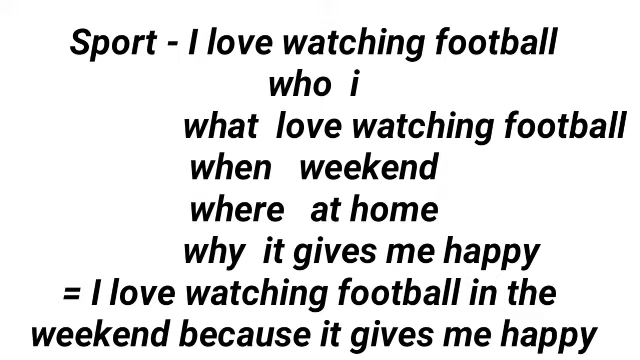 Sport - I love watching football
who i
what love watching football
when weekend
where at home
why it gives me happy
= I love watching football in the
weekend because it gives me happy